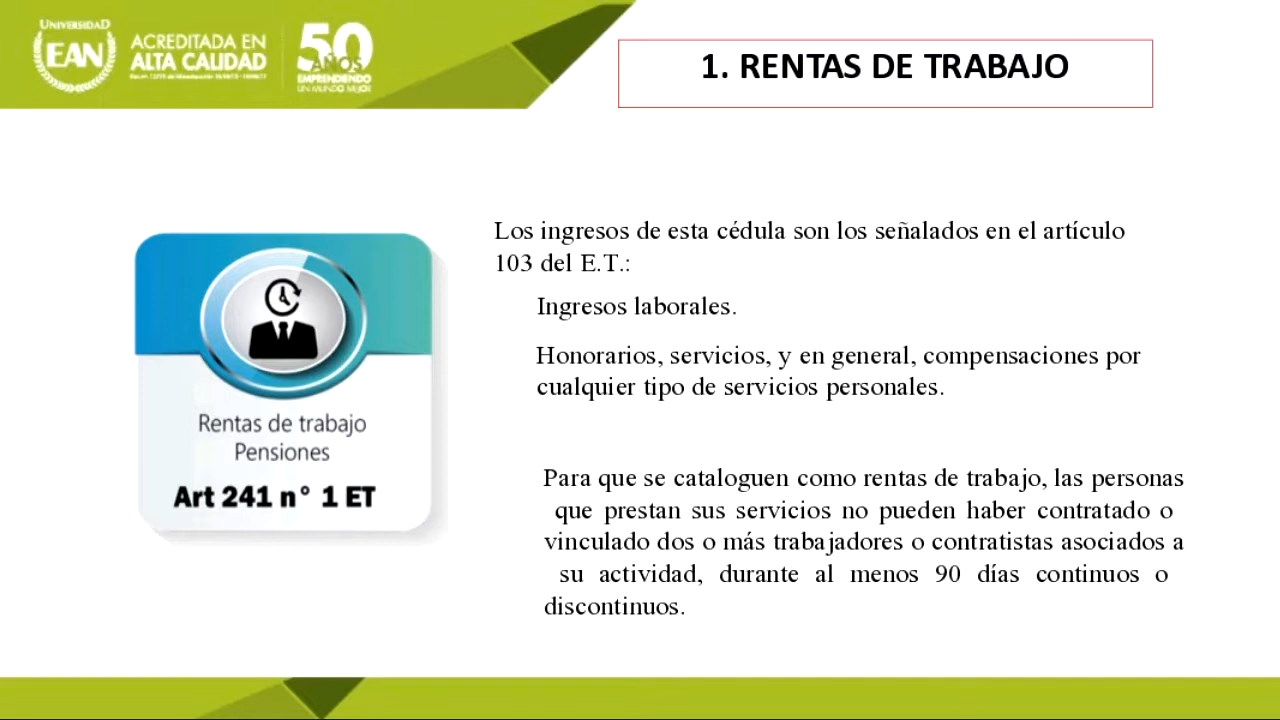 UNIVERSIDAD
EAN
ACREDITADA EN
ALTA CALIDAD
50
AÑOS
EMPRENDIENDO
UN MUNDO MEJOR
1. RENTAS DE TRABAJO
Los ingresos de esta cédula son los señalados en el artículo
103 del E.T.:
Ingresos laborales.
Honorarios, servicios, y en general, compensaciones por
cualquier tipo de servicios personales.
Rentas de trabajo
Pensiones
Art 241 n° 1 ET
Para que se cataloguen como rentas de trabajo, las personas
que prestan sus servicios no pueden haber contratado o
vinculado dos o más trabajadores o contratistas asociados a
su actividad, durante al menos 90 días continuos o
discontinuos.